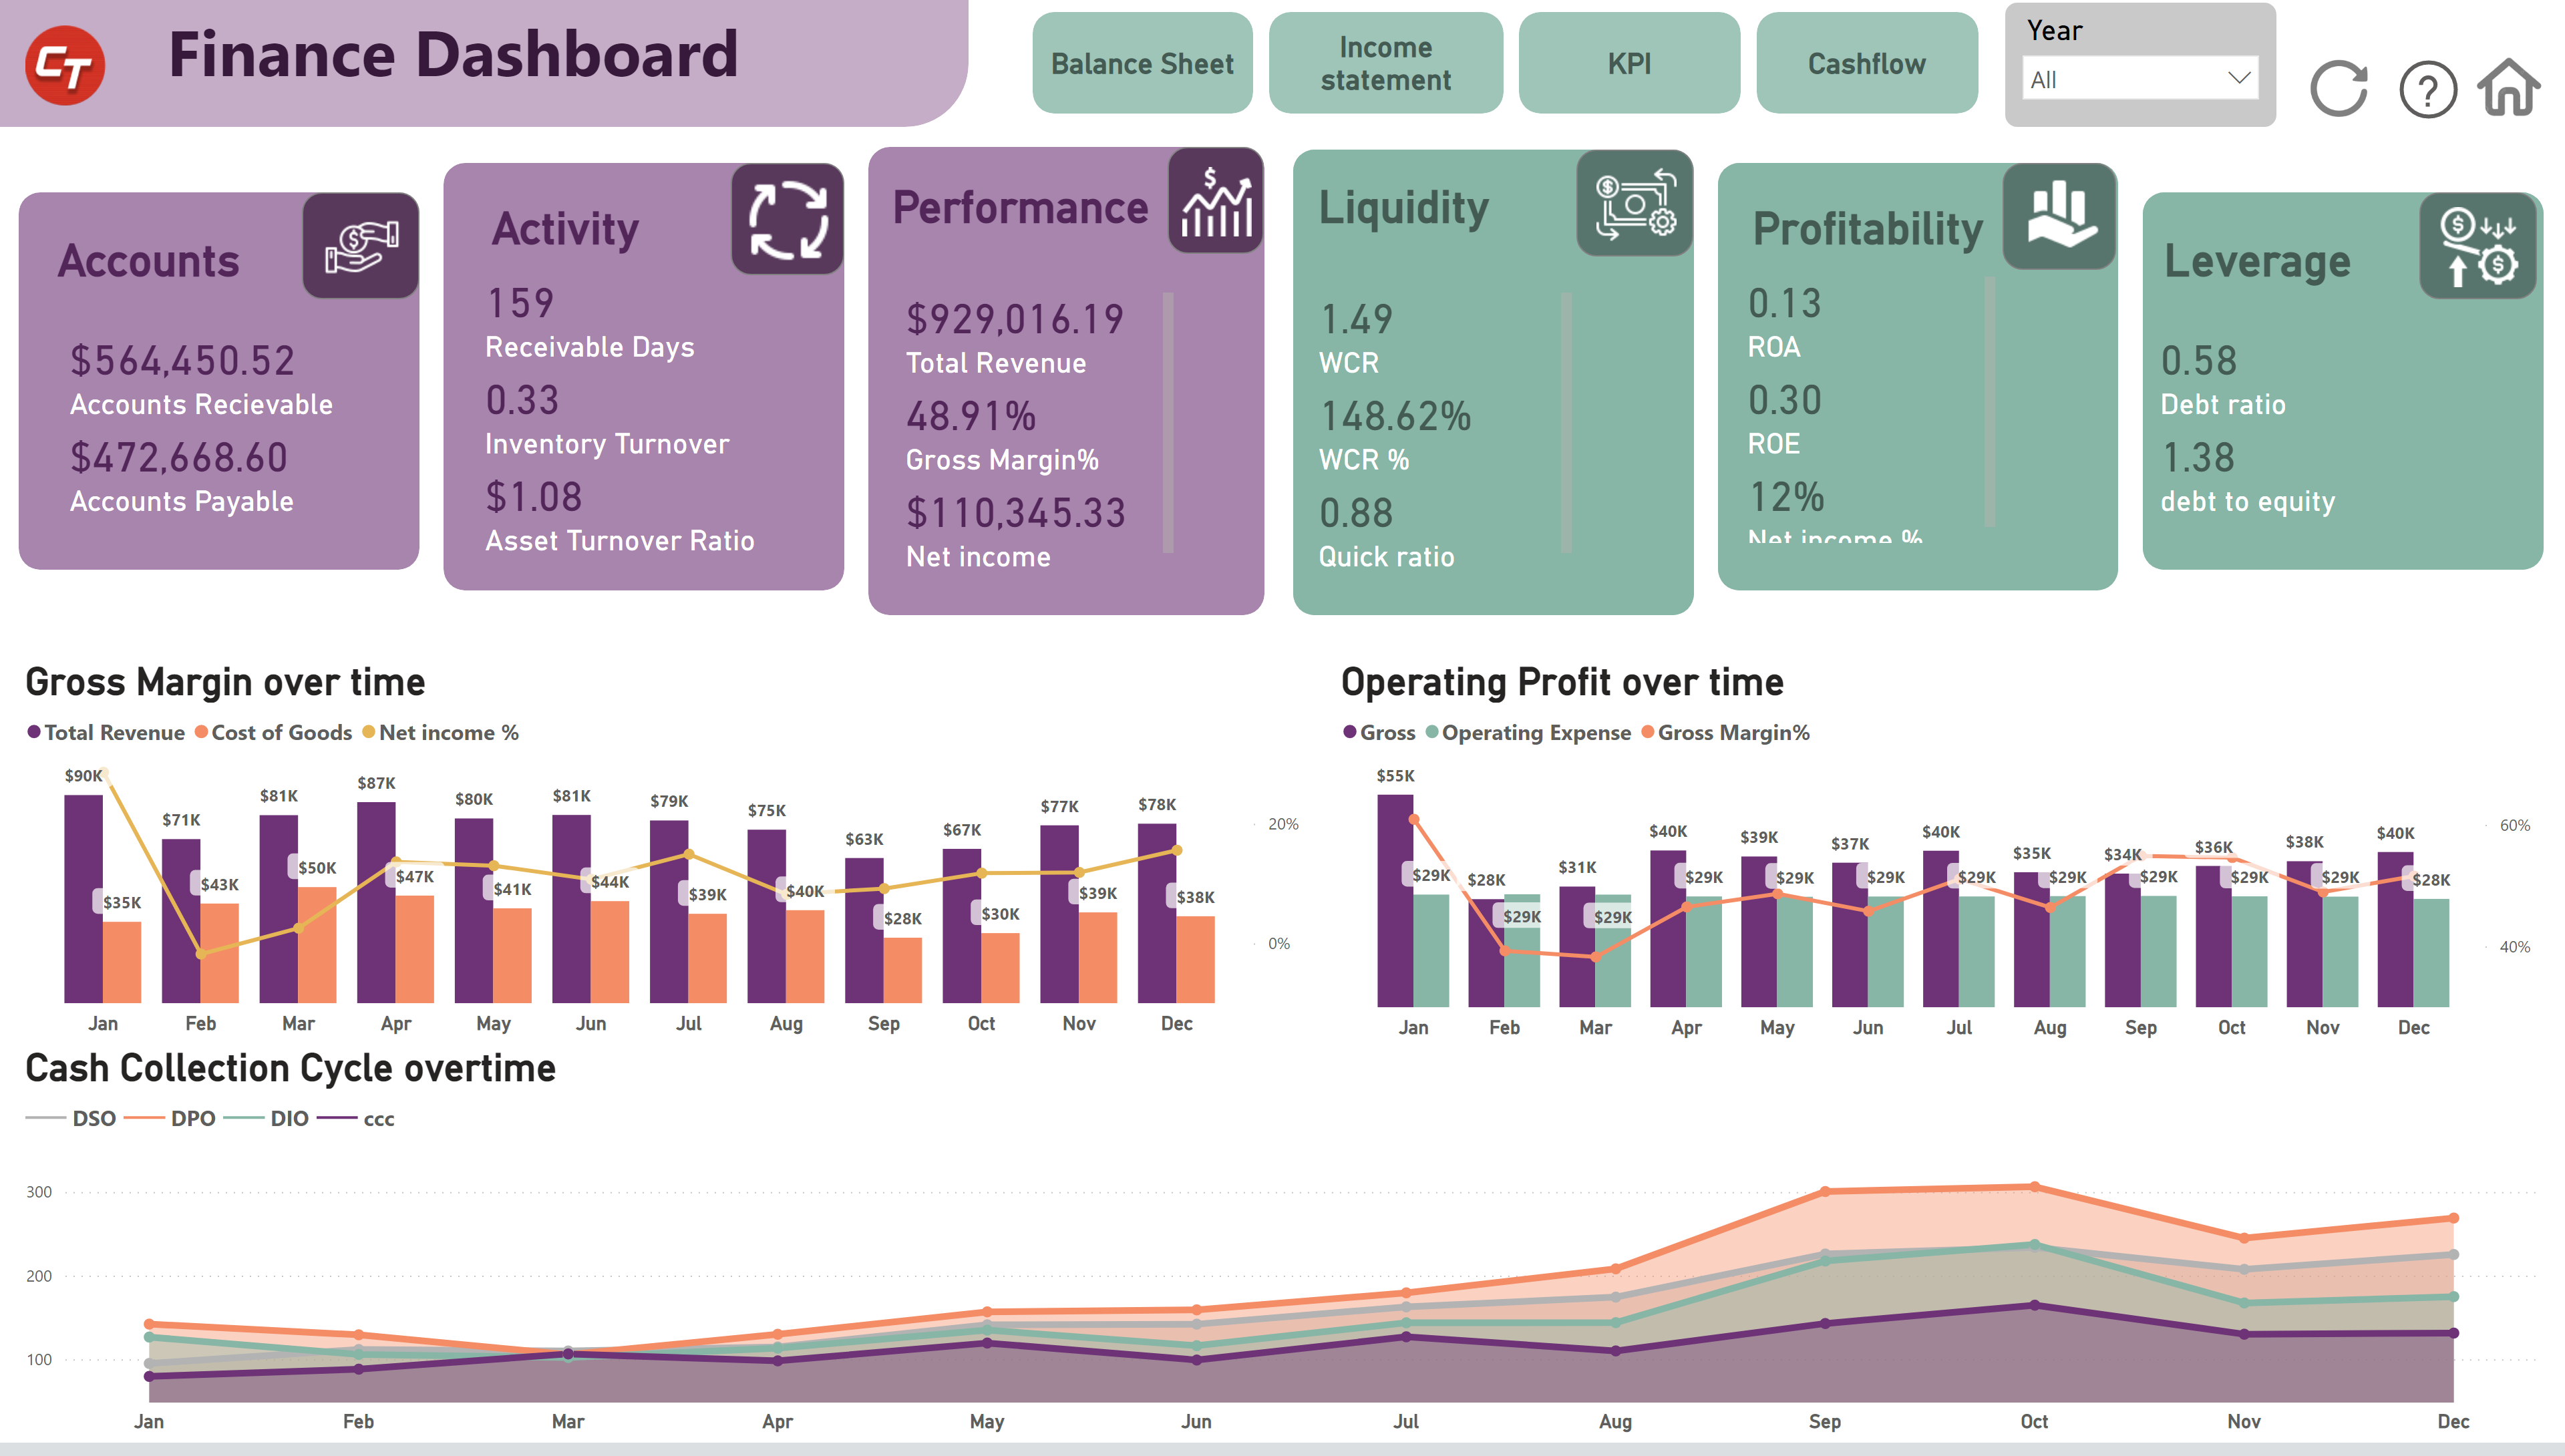 CT
Finance Dashboard
Balance Sheet
Income
statement
KPI
Cashflow
Year
All
?
Accounts
$564,450.52
Accounts Recievable
$472,668.60
Accounts Payable
Activity
159
Receivable Days
0.33
Inventory Turnover
$1.08
Asset Turnover Ratio
Performance
$929,016.19
Total Revenue
48.91%
Gross Margin%
$110,345.33
Net income
Liquidity
1.49
WCR
148.62%
WCR %
0.88
Quick ratio
Profitability
0.13
ROA
0.30
ROE
12%
Net income %
Leverage
0.58
Debt ratio
1.38
debt to equity
Gross Margin over time
Total Revenue Cost of Goods Net income %
$90K $71K $81K $87K $80K $81K $79K $75K $63K $67K $77K $78K
$35K $43K $50K $47K $41K $44K $39K $40K $28K $30K $39K $38K
20%
0%
Jan Feb Mar Apr May Jun Jul Aug Sep Oct Nov Dec
Operating Profit over time
Gross Operating Expense Gross Margin%
$55K $28K $31K $40K $39K $37K $40K $35K $34K $36K $38K $40K
$29K $29K $29K $29K $29K $29K $29K $29K $29K $29K $29K $28K
60%
40%
Jan Feb Mar Apr May Jun Jul Aug Sep Oct Nov Dec
Cash Collection Cycle overtime
DSO DPO DIO ccc
300
200
100
Jan Feb Mar Apr May Jun Jul Aug Sep Oct Nov Dec